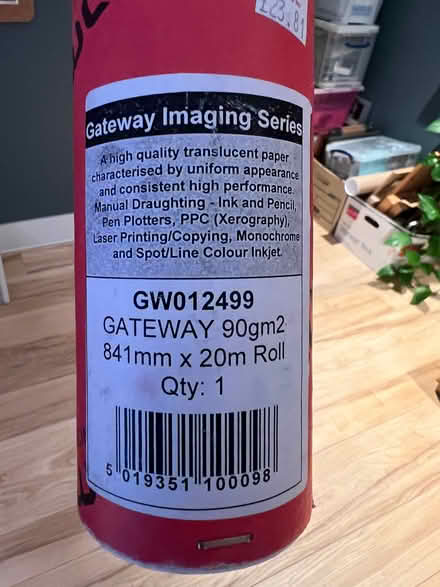 £23.81
Gateway Imaging Series
A high quality translucent paper
characterised by uniform appearance
and consistent high performance.
Manual Draughting - Ink and Pencil,
Pen Plotters, PPC (Xerography),
Laser Printing/Copying, Monochrome
and Spot/Line Colour Inkjet.
GW012499
GATEWAY 90gm2
841mm x 20m Roll
Qty: 1
5 019351 100098